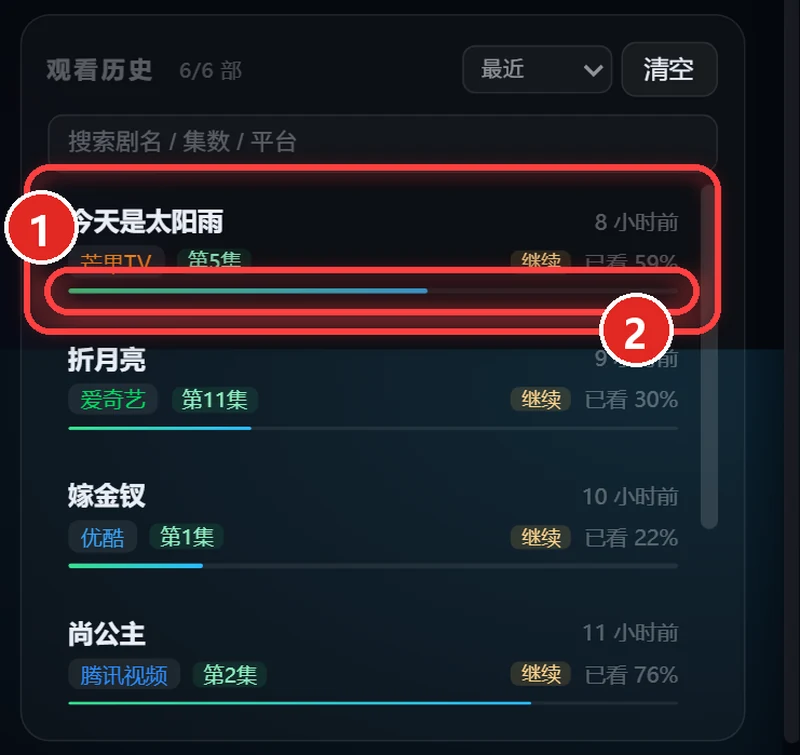 观看历史 6/6 部 最近 清空
搜索剧名 / 集数 / 平台
1
今天是太阳雨 8 小时前
芒果TV 第5集 继续 已看 59%
2
折月亮 9 小时前
爱奇艺 第11集 继续 已看 30%
嫁金钗 10 小时前
优酷 第1集 继续 已看 22%
尚公主 11 小时前
腾讯视频 第2集 继续 已看 76%